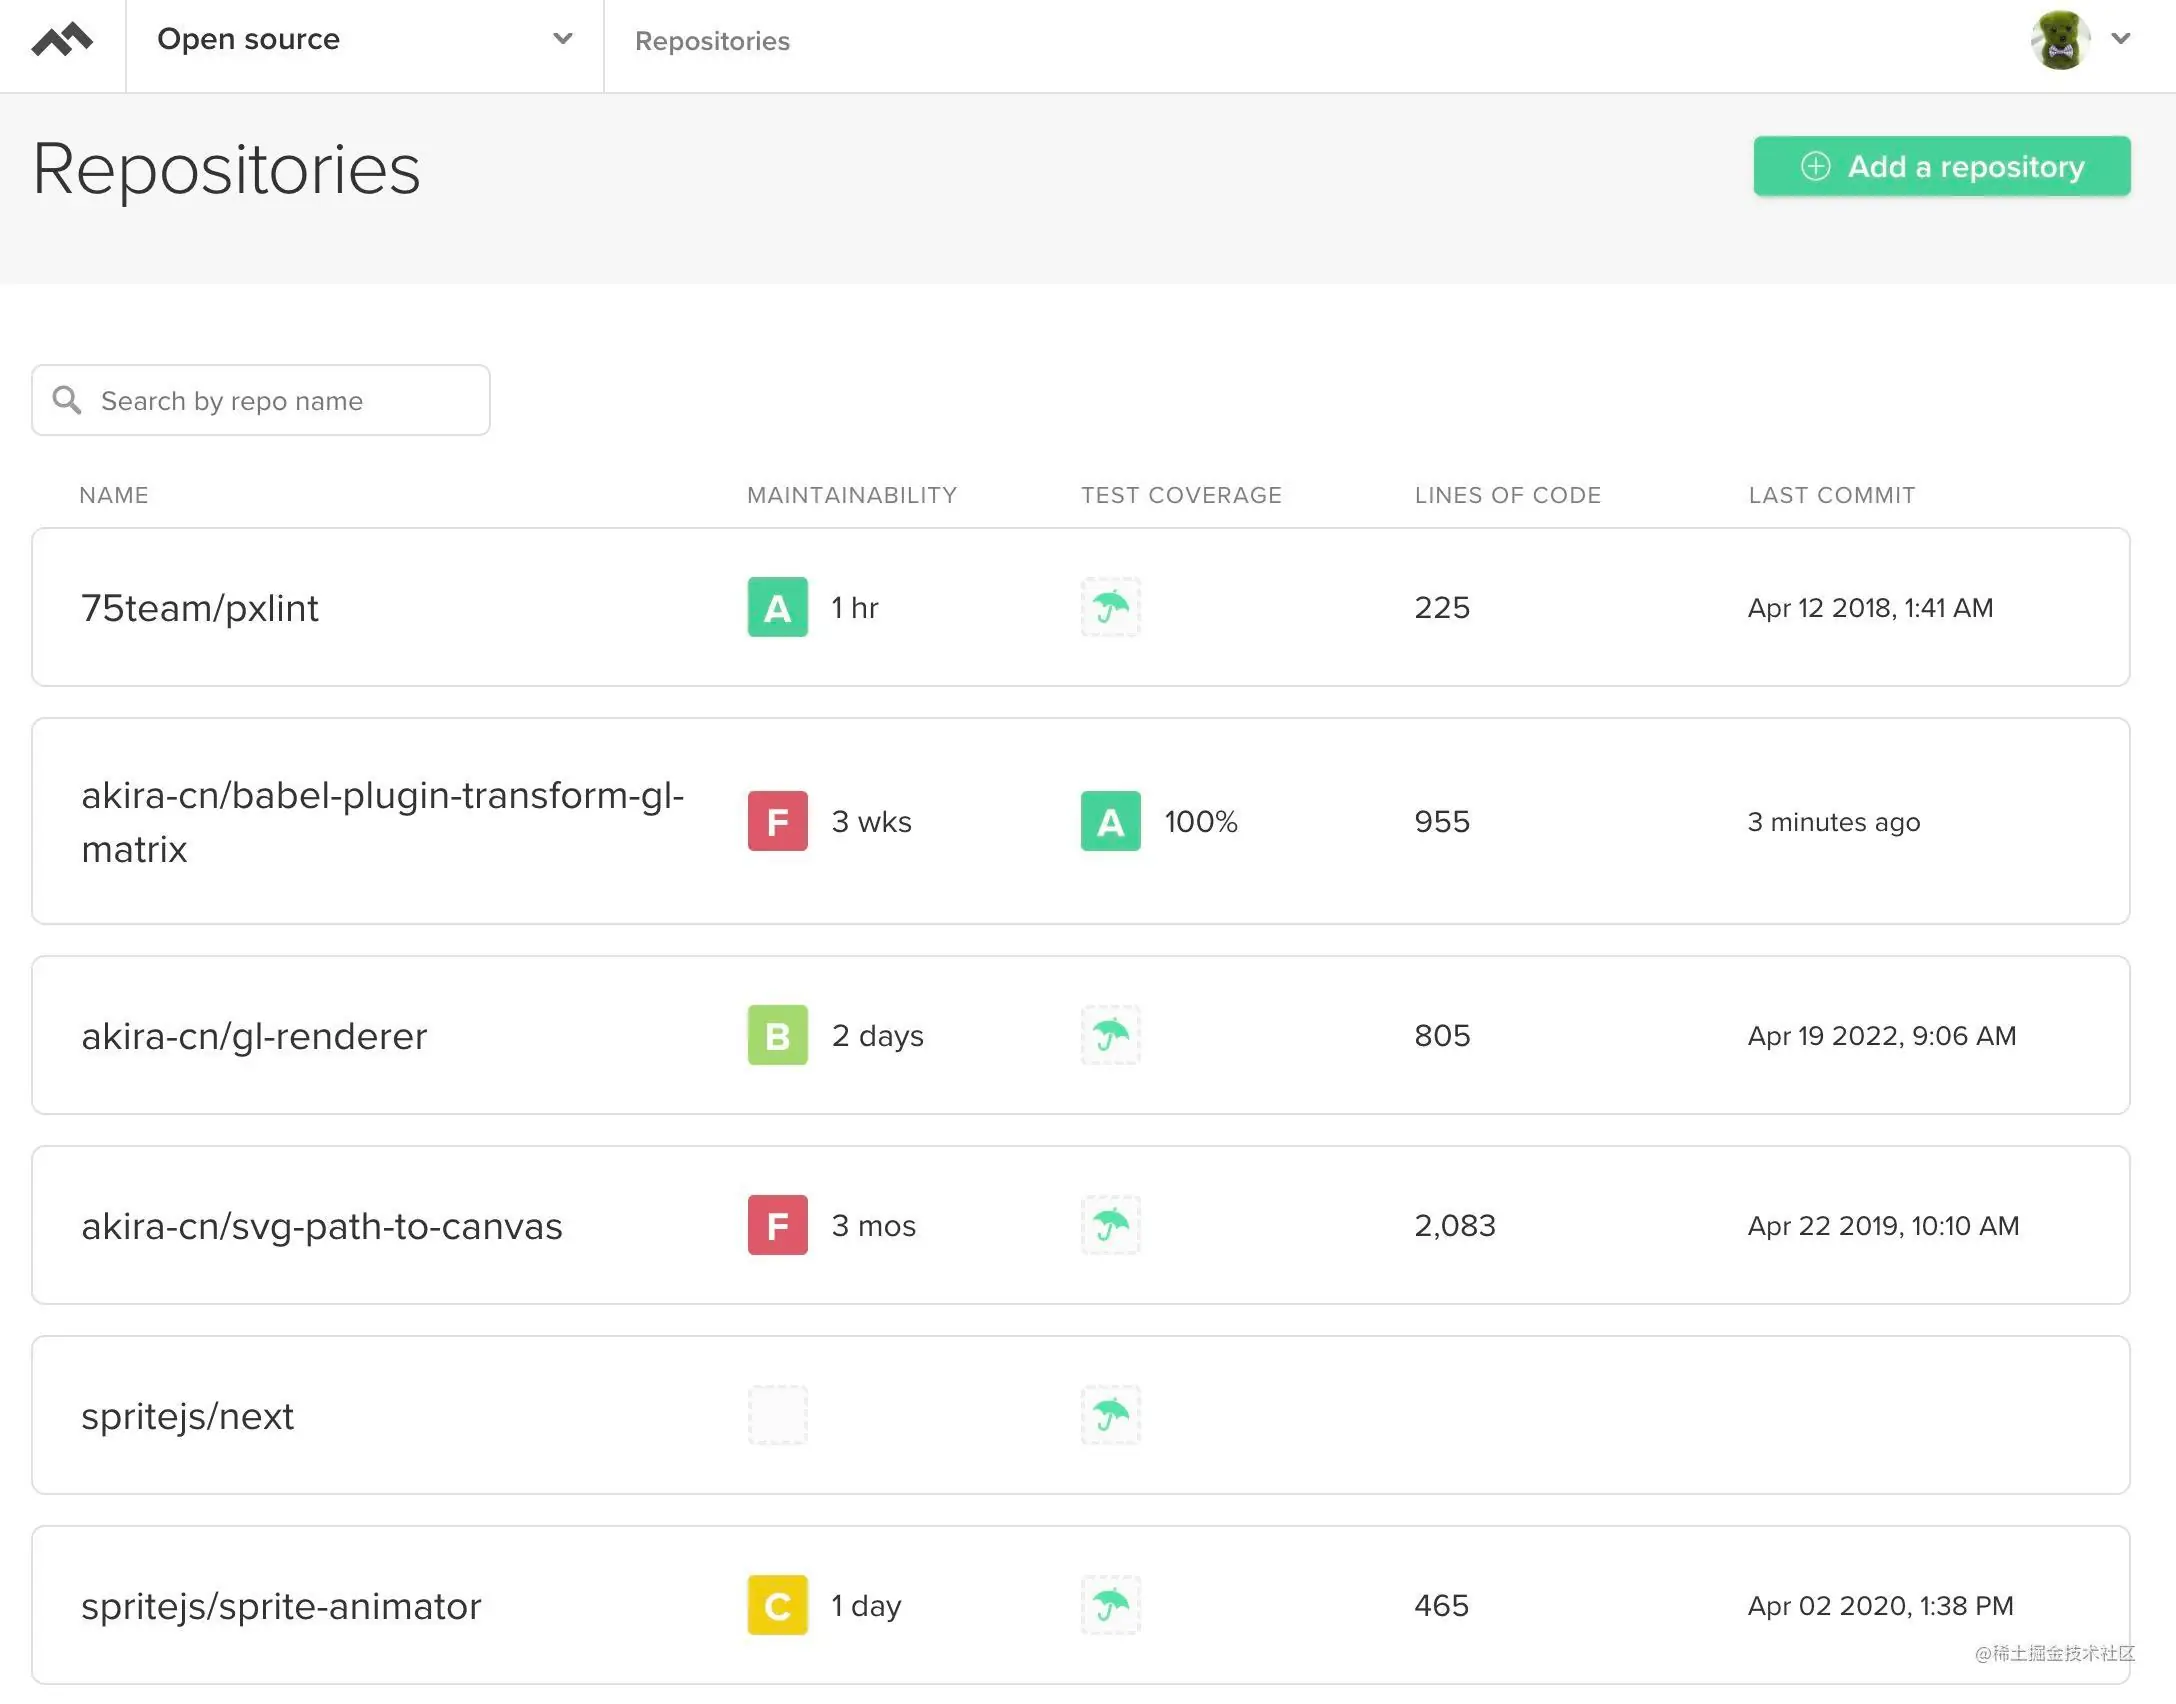 Open source
Repositories
Repositories
Add a repository
Search by repo name
NAME MAINTAINABILITY TEST COVERAGE LINES OF CODE LAST COMMIT
75team/pxlint A 1 hr 225 Apr 12 2018, 1:41 AM
akira-cn/babel-plugin-transform-gl-
matrix F 3 wks A 100% 955 3 minutes ago
akira-cn/gl-renderer B 2 days 805 Apr 19 2022, 9:06 AM
akira-cn/svg-path-to-canvas F 3 mos 2,083 Apr 22 2019, 10:10 AM
spritejs/next
spritejs/sprite-animator C 1 day 465 Apr 02 2020, 1:38 PM
@稀土掘金技术社区